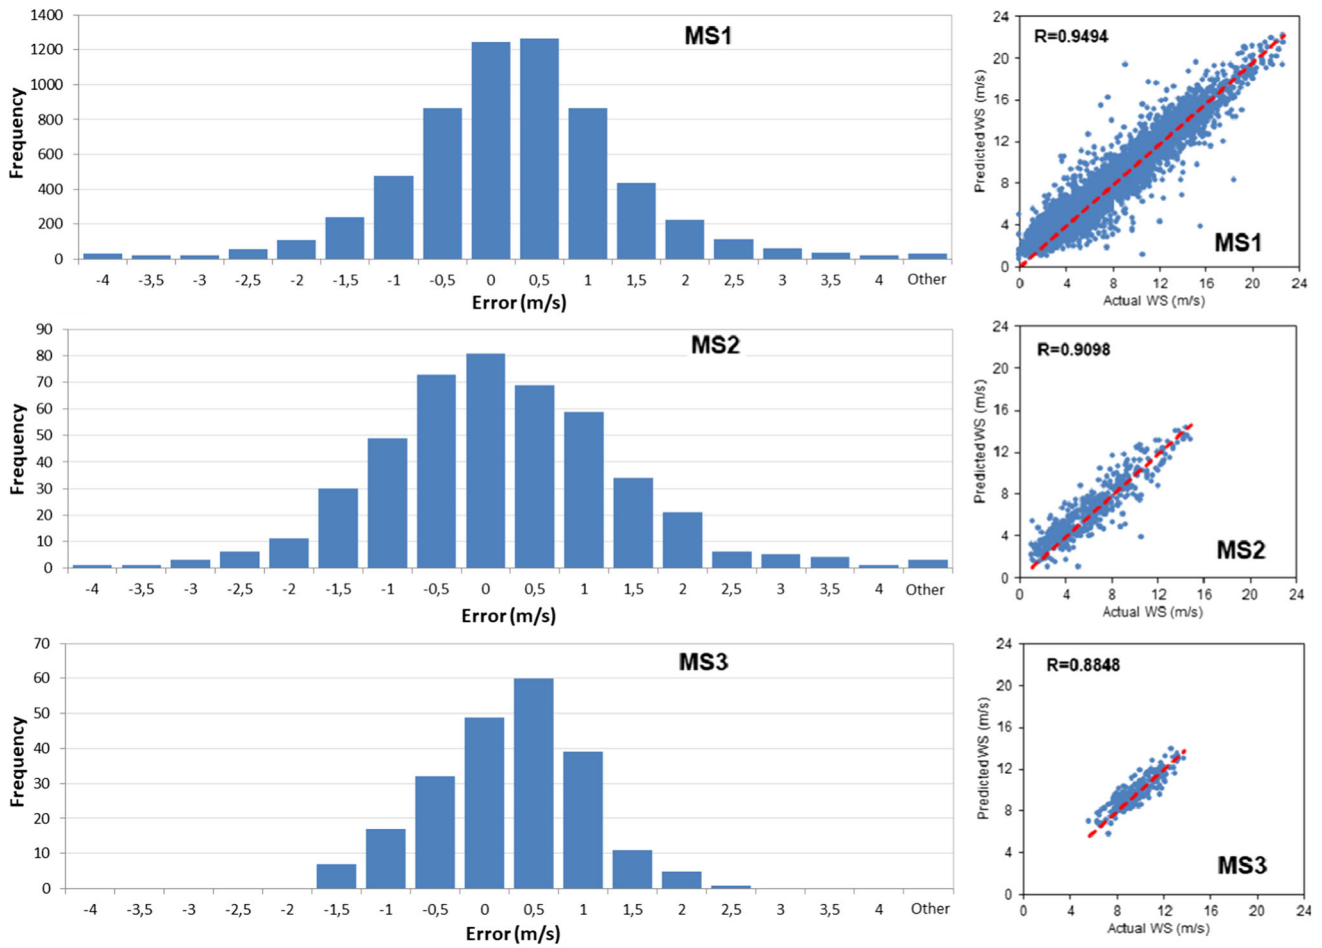 1400
1200
1000
800
600
400
200
0
Frequency
MS1
-4 -3,5 -3 -2,5 -2 -1,5 -1 -0,5 0 0,5 1 1,5 2 2,5 3 3,5 4 Other
Error (m/s)
24
20
16
12
8
4
0
Predicted WS (m/s)
R=0.9494
MS1
0 4 8 12 16 20 24
Actual WS (m/s)
90
80
70
60
50
40
30
20
10
0
Frequency
MS2
-4 -3,5 -3 -2,5 -2 -1,5 -1 -0,5 0 0,5 1 1,5 2 2,5 3 3,5 4 Other
Error (m/s)
24
20
16
12
8
4
0
Predicted WS (m/s)
R=0.9098
MS2
0 4 8 12 16 20 24
Actual WS (m/s)
70
60
50
40
30
20
10
0
Frequency
MS3
-4 -3,5 -3 -2,5 -2 -1,5 -1 -0,5 0 0,5 1 1,5 2 2,5 3 3,5 4 Other
Error (m/s)
24
20
16
12
8
4
0
Predicted WS (m/s)
R=0.8848
MS3
0 4 8 12 16 20 24
Actual WS (m/s)